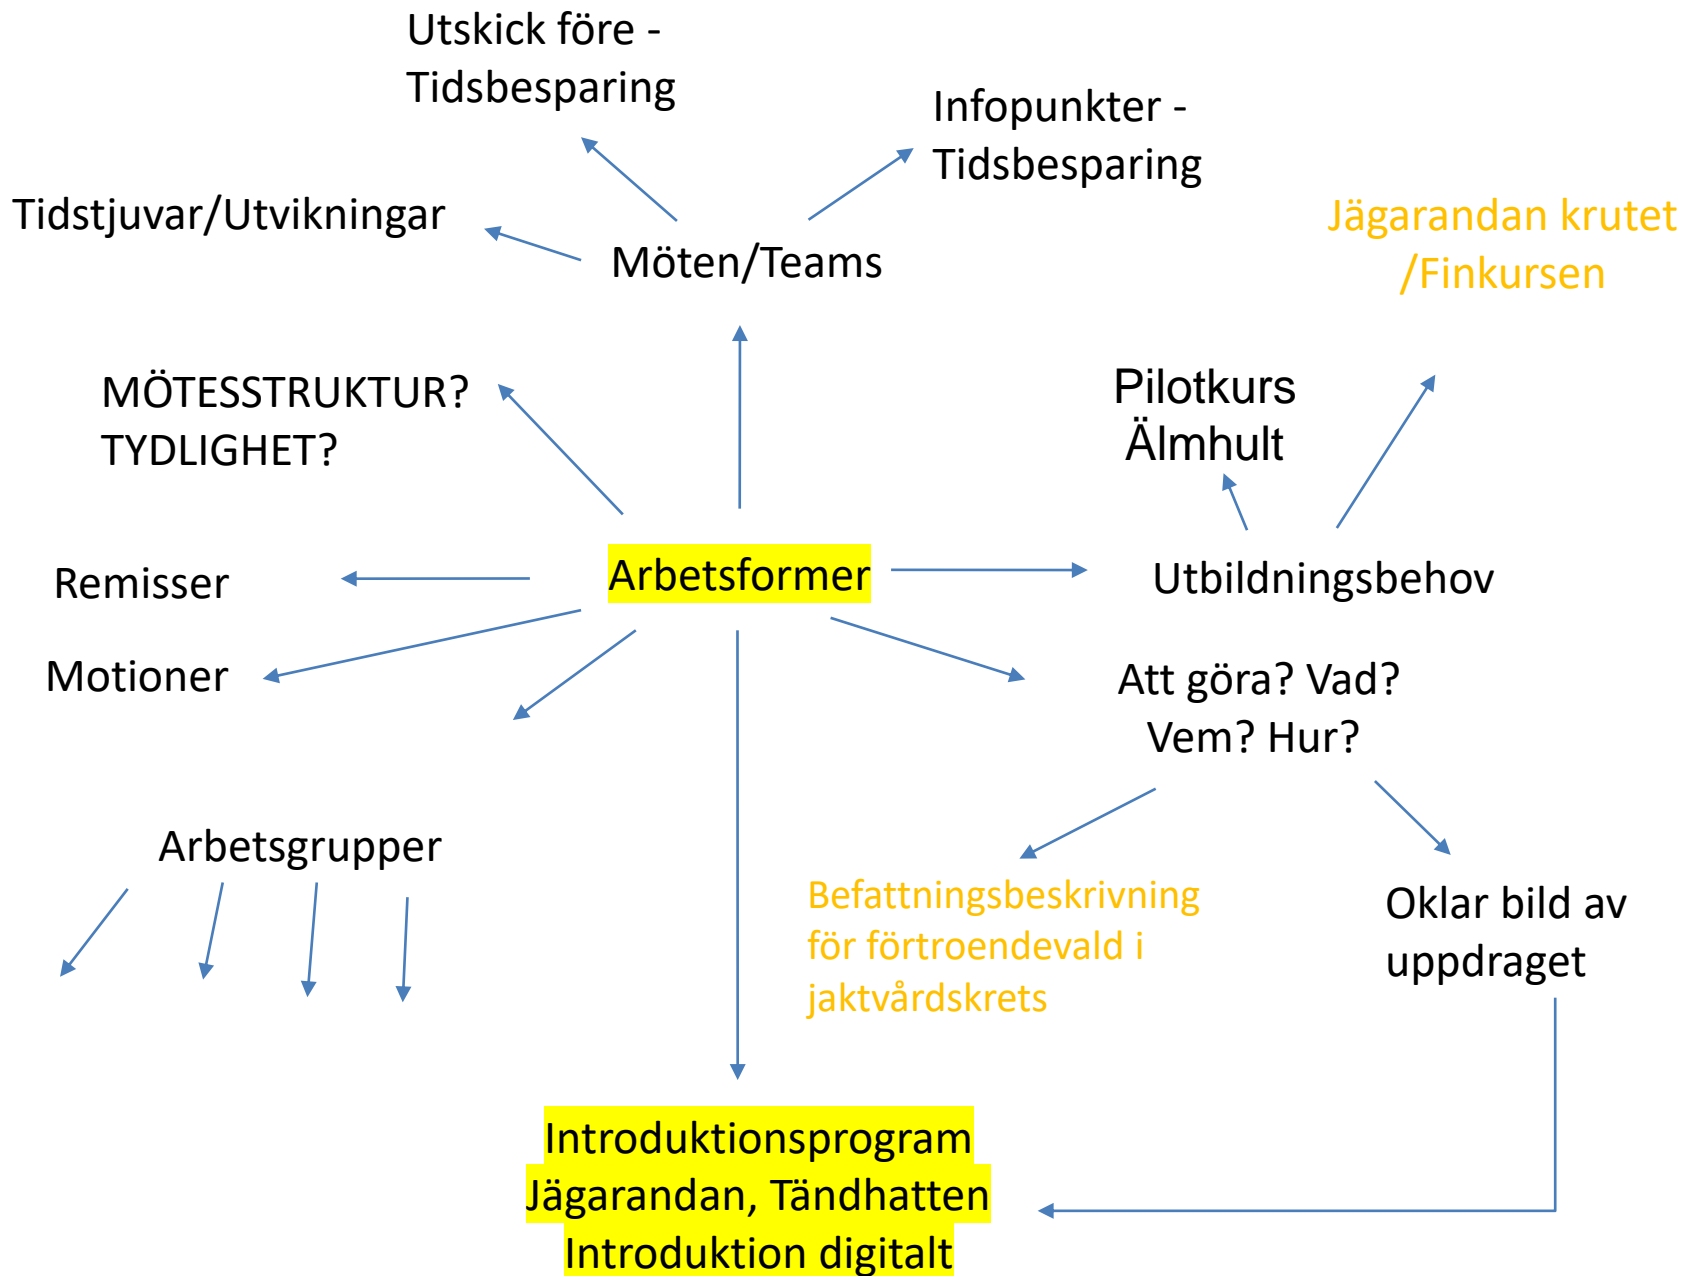 Utskick före -
Tidsbesparing
Infopunkter -
Tidsbesparing
Tidstjuvar/Utvikningar
Möten/Teams
Jägarandan krutet
/Finkursen
MÖTESSTRUKTUR?
TYDLIGHET?
Pilotkurs
Älmhult
Remisser
Arbetsformer
Utbildningsbehov
Motioner
Att göra? Vad?
Vem? Hur?
Arbetsgrupper
Befattningsbeskrivning
för förtroendevald i
jaktvårdskrets
Oklar bild av
uppdraget
Introduktionsprogram
Jägarandan, Tändhatten
Introduktion digitalt